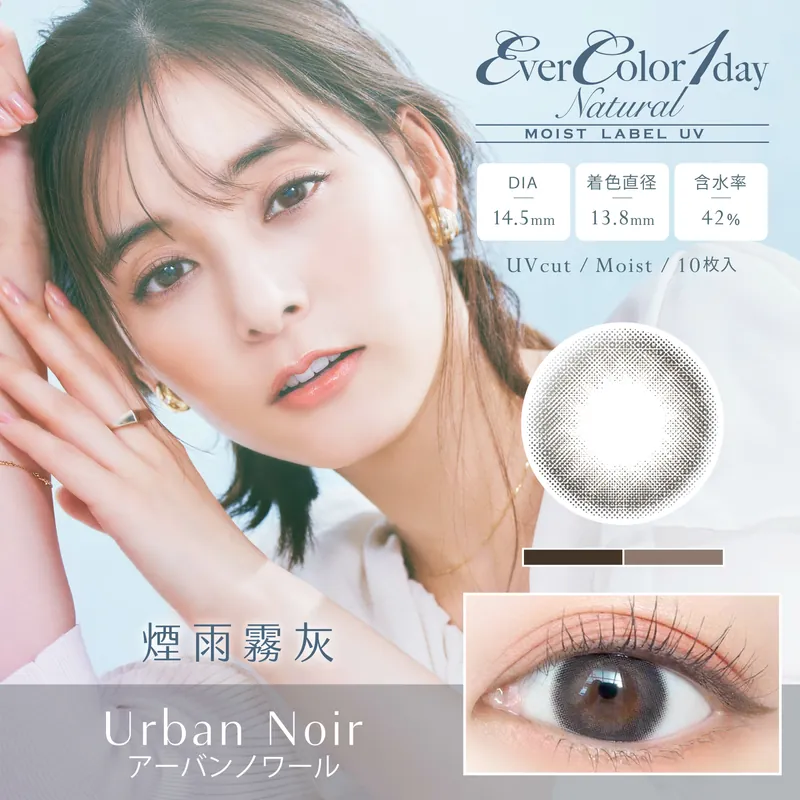 EverColor1day
Natural
MOIST LABEL UV
DIA
14.5mm
着色直径
13.8mm
含水率
42%
UVcut / Moist / 10枚入
煙雨霧灰
Urban Noir
アーバンノワール